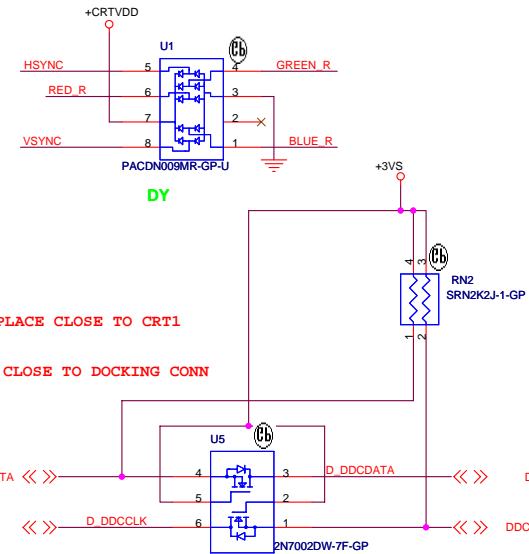 +CRTVDD
U1
HSYNC 5 4 GREEN_R
RED_R 6 3
7 2
VSYNC 8 1 BLUE_R
PACDN009MR-GP-U
DY
+3VS
4 3
RN2
SRN2K2J-1-GP
1 2
PLACE CLOSE TO CRT1
CLOSE TO DOCKING CONN
U5
TA 4 3 D_DDCDATA D
5 2
D_DDCCLK 6 1 DDC
2N7002DW-7F-GP